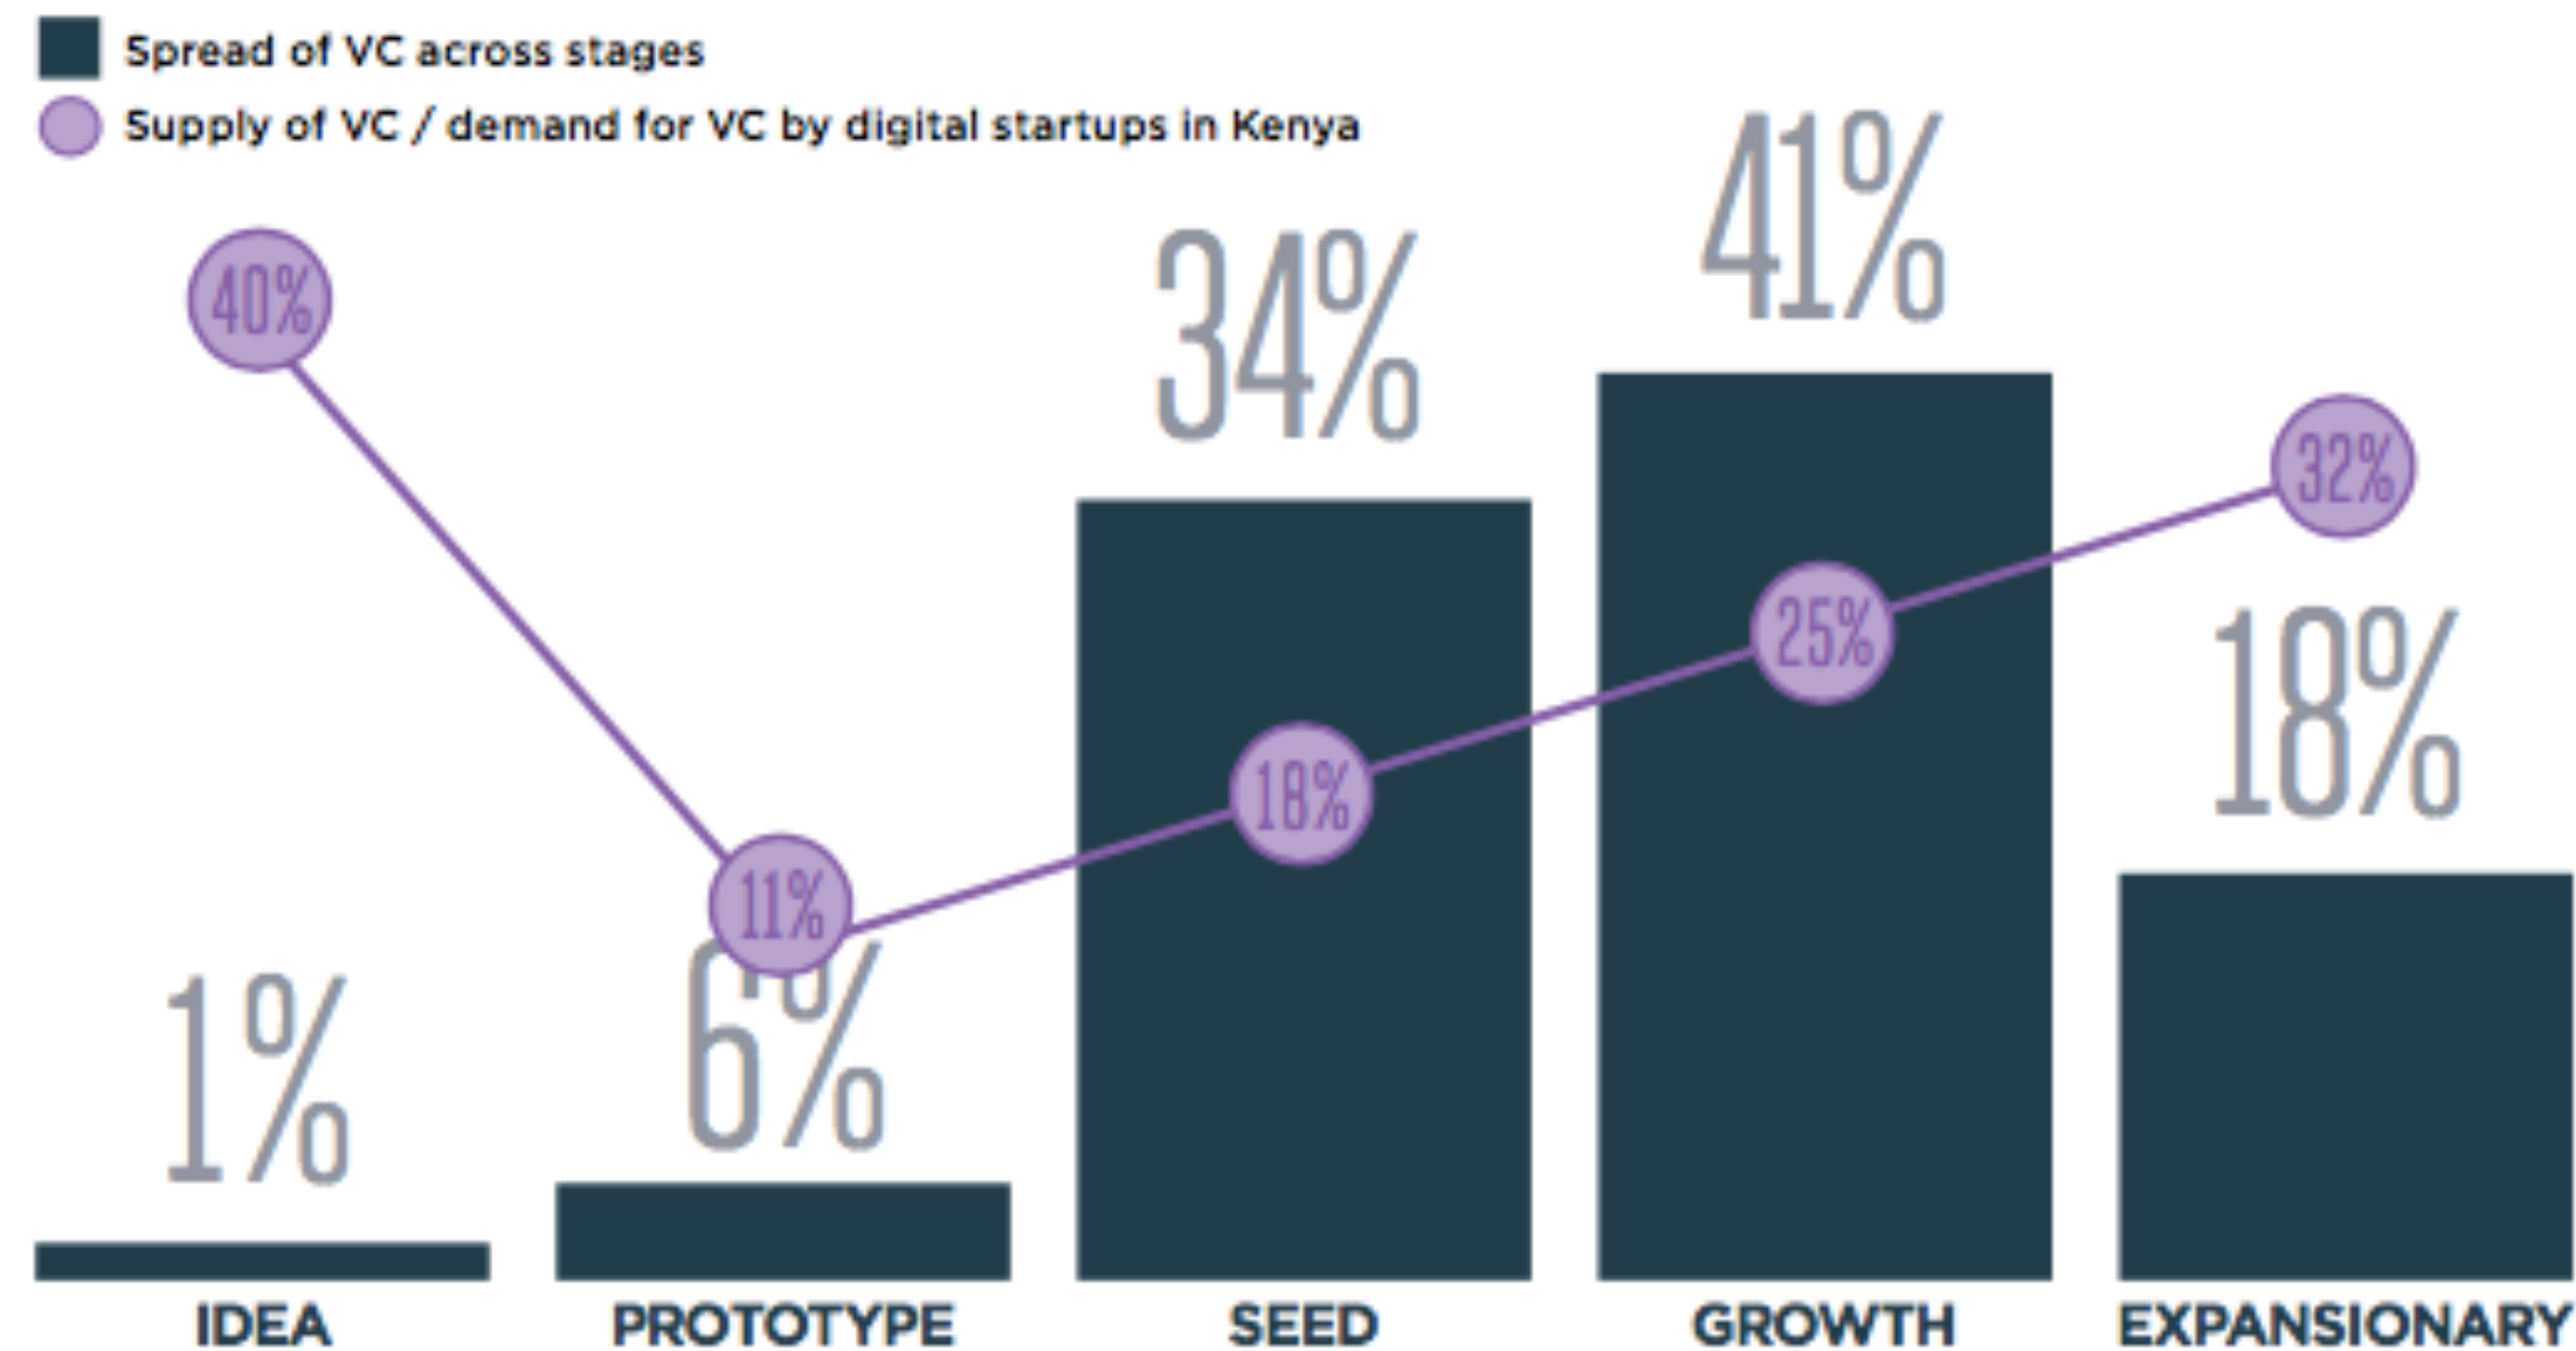 Spread of VC across stages
Supply of VC / demand for VC by digital startups in Kenya
40%
11%
18%
25%
32%
1%
6%
34%
41%
18%
IDEA
PROTOTYPE
SEED
GROWTH
EXPANSIONARY